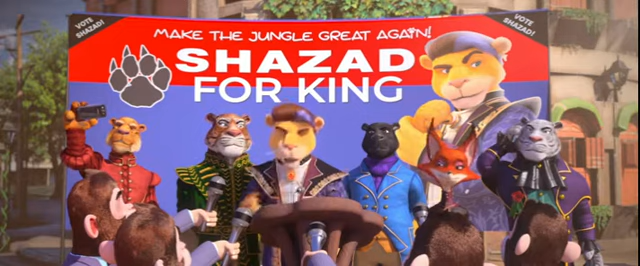 VOTE
SHAZAD!
MAKE THE JUNGLE GREAT AGAIN!
VOTE
SHAZAD!
SHAZAD
FOR KING